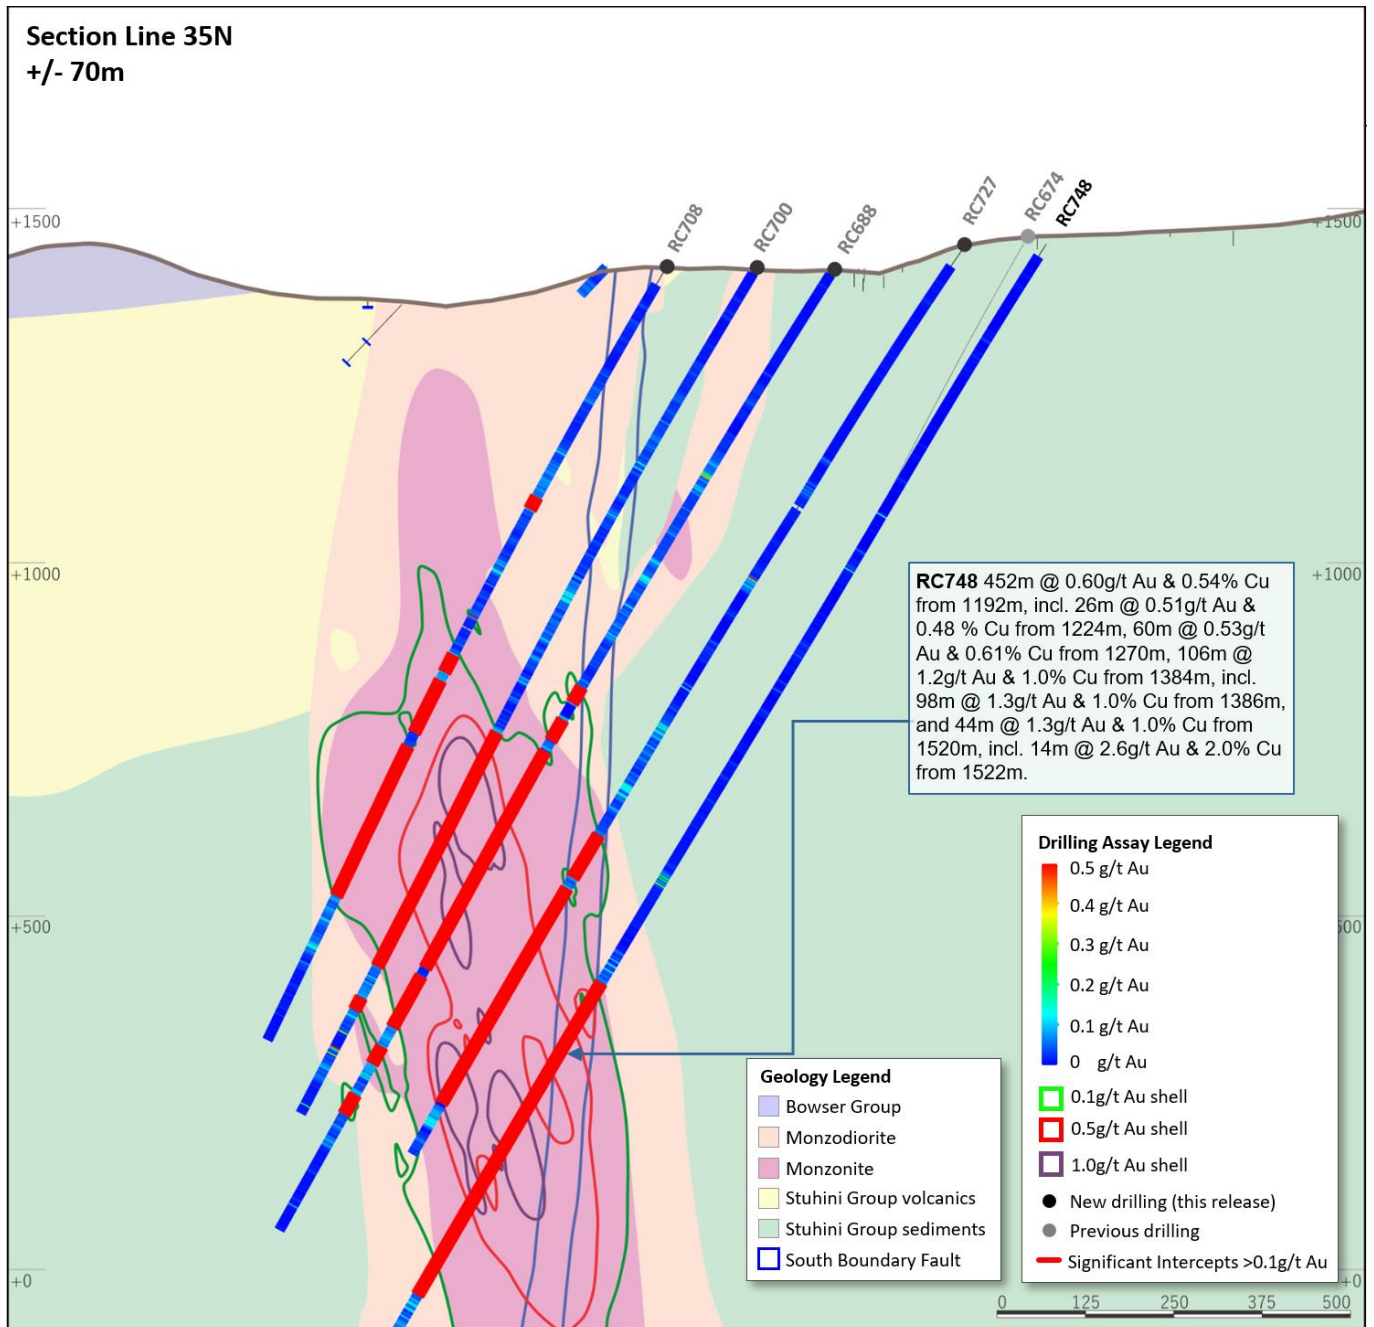 Section Line 35N
+/- 70m
RC708
RC700
RC688
RC727
RC674
RC748
+1500
+1500
+1000
+1000
RC748 452m @ 0.60g/t Au & 0.54% Cu
from 1192m, incl. 26m @ 0.51g/t Au &
0.48 % Cu from 1224m, 60m @ 0.53g/t
Au & 0.61% Cu from 1270m, 106m @
1.2g/t Au & 1.0% Cu from 1384m, incl.
98m @ 1.3g/t Au & 1.0% Cu from 1386m,
and 44m @ 1.3g/t Au & 1.0% Cu from
1520m, incl. 14m @ 2.6g/t Au & 2.0% Cu
from 1522m.
+500
500
Drilling Assay Legend
0.5 g/t Au
0.4 g/t Au
0.3 g/t Au
0.2 g/t Au
0.1 g/t Au
0 g/t Au
0.1g/t Au shell
0.5g/t Au shell
1.0g/t Au shell
New drilling (this release)
Previous drilling
Significant Intercepts >0.1g/t Au
Geology Legend
Bowser Group
Monzodiorite
Monzonite
Stuhini Group volcanics
Stuhini Group sediments
South Boundary Fault
+0
+0
0 125 250 375 500